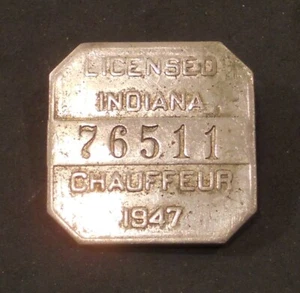 LICENSED
INDIANA
76511
CHAUFFEUR
1947